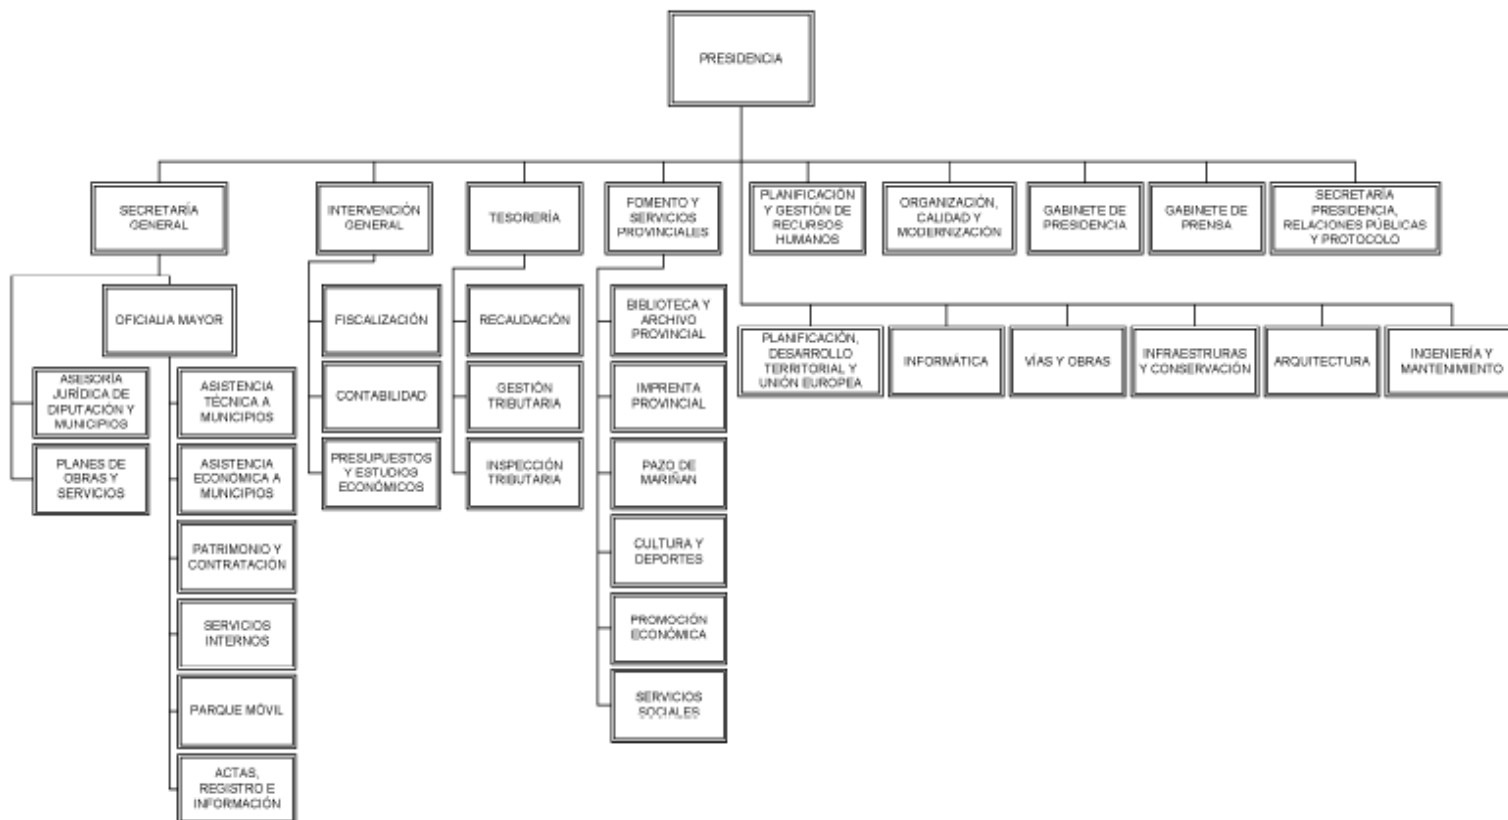 PRESIDENCIA
SECRETARÍA
GENERAL
INTERVENCIÓN
GENERAL
TESORERÍA
FOMENTO Y
SERVICIOS
PROVINCIALES
PLANIFICACIÓN
Y GESTIÓN DE
RECURSOS
HUMANOS
ORGANIZACIÓN,
CALIDAD Y
MODERNIZACIÓN
GABINETE DE
PRESIDENCIA
GABINETE DE
PRENSA
SECRETARÍA
PRESIDENCIA,
RELACIONES PÚBLICAS
Y PROTOCOLO
OFICIALIA MAYOR
ASESORÍA
JURÍDICA DE
DIPUTACIÓN Y
MUNICIPIOS
PLANES DE
OBRAS Y
SERVICIOS
ASISTENCIA
TÉCNICA A
MUNICIPIOS
ASISTENCIA
ECONÓMICA A
MUNICIPIOS
PATRIMONIO Y
CONTRATACIÓN
SERVICIOS
INTERNOS
PARQUE MÓVIL
ACTAS,
REGISTRO E
INFORMACIÓN
FISCALIZACIÓN
CONTABILIDAD
PRESUPUESTOS
Y ESTUDIOS
ECONÓMICOS
RECAUDACIÓN
GESTIÓN
TRIBUTARIA
INSPECCIÓN
TRIBUTARIA
BIBLIOTECA Y
ARCHIVO
PROVINCIAL
IMPRENTA
PROVINCIAL
PAZO DE
MARIÑAN
CULTURA Y
DEPORTES
PROMOCIÓN
ECONÓMICA
SERVICIOS
SOCIALES
PLANIFICACIÓN,
DESARROLLO
TERRITORIAL Y
UNIÓN EUROPEA
INFORMÁTICA
VÍAS Y OBRAS
INFRAESTRURAS
Y CONSERVACIÓN
ARQUITECTURA
INGENIERÍA Y
MANTENIMIENTO